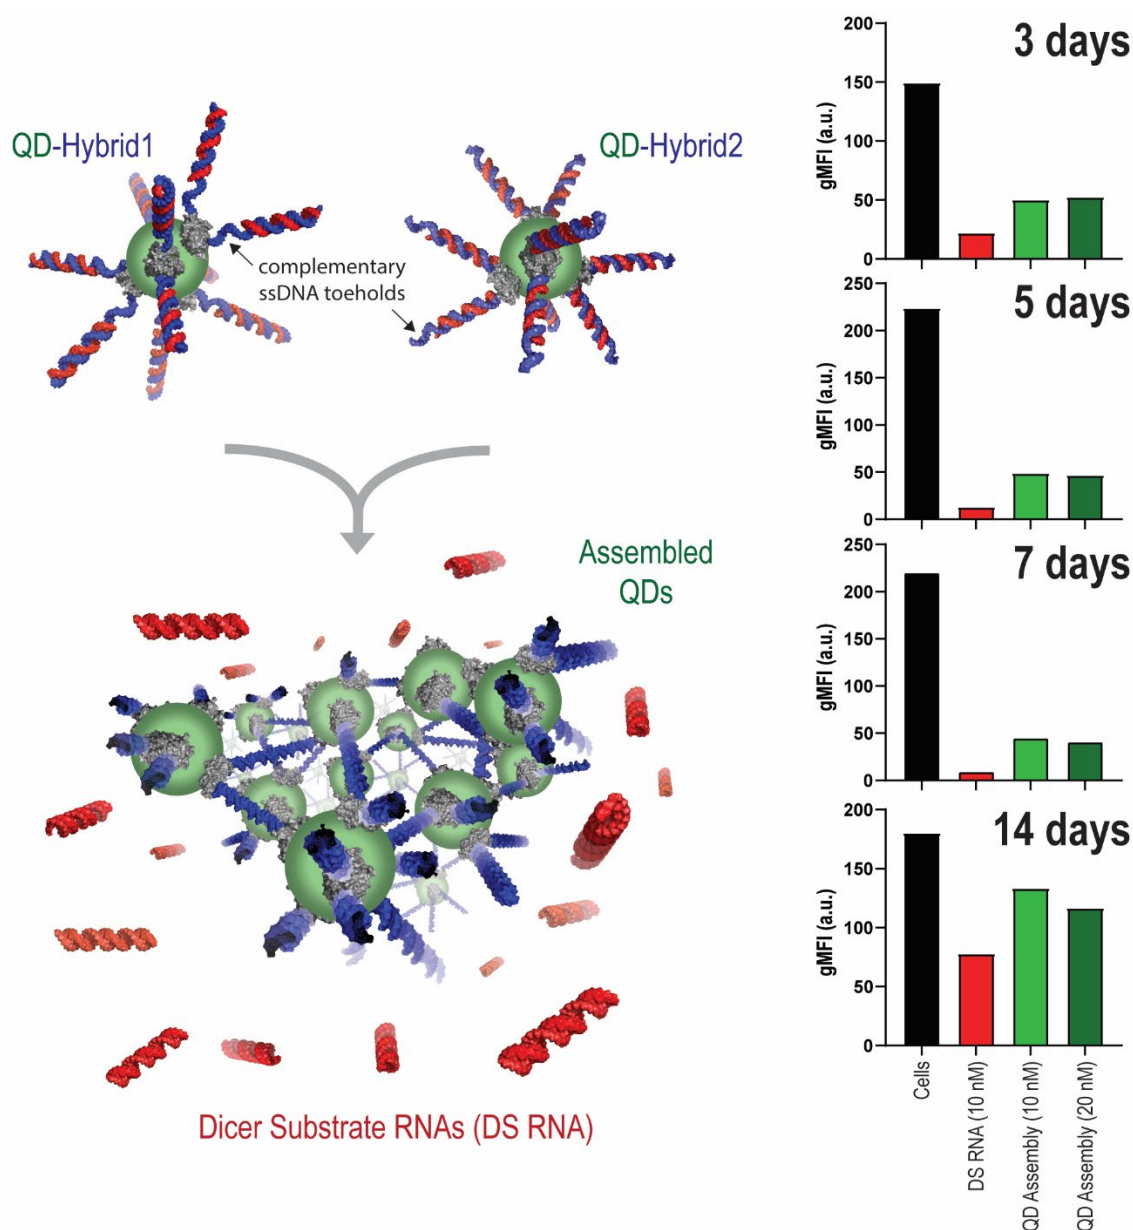 QD-Hybrid1
QD-Hybrid2
complementary
ssDNA toeholds
Assembled
QDs
Dicer Substrate RNAs (DS RNA)
3 days
gMFI (a.u.)
200
150
100
50
0
5 days
gMFI (a.u.)
250
200
150
100
50
0
7 days
gMFI (a.u.)
250
200
150
100
50
0
14 days
gMFI (a.u.)
200
150
100
50
0
Cells
DS RNA (10 nM)
QD Assembly (10 nM)
QD Assembly (20 nM)